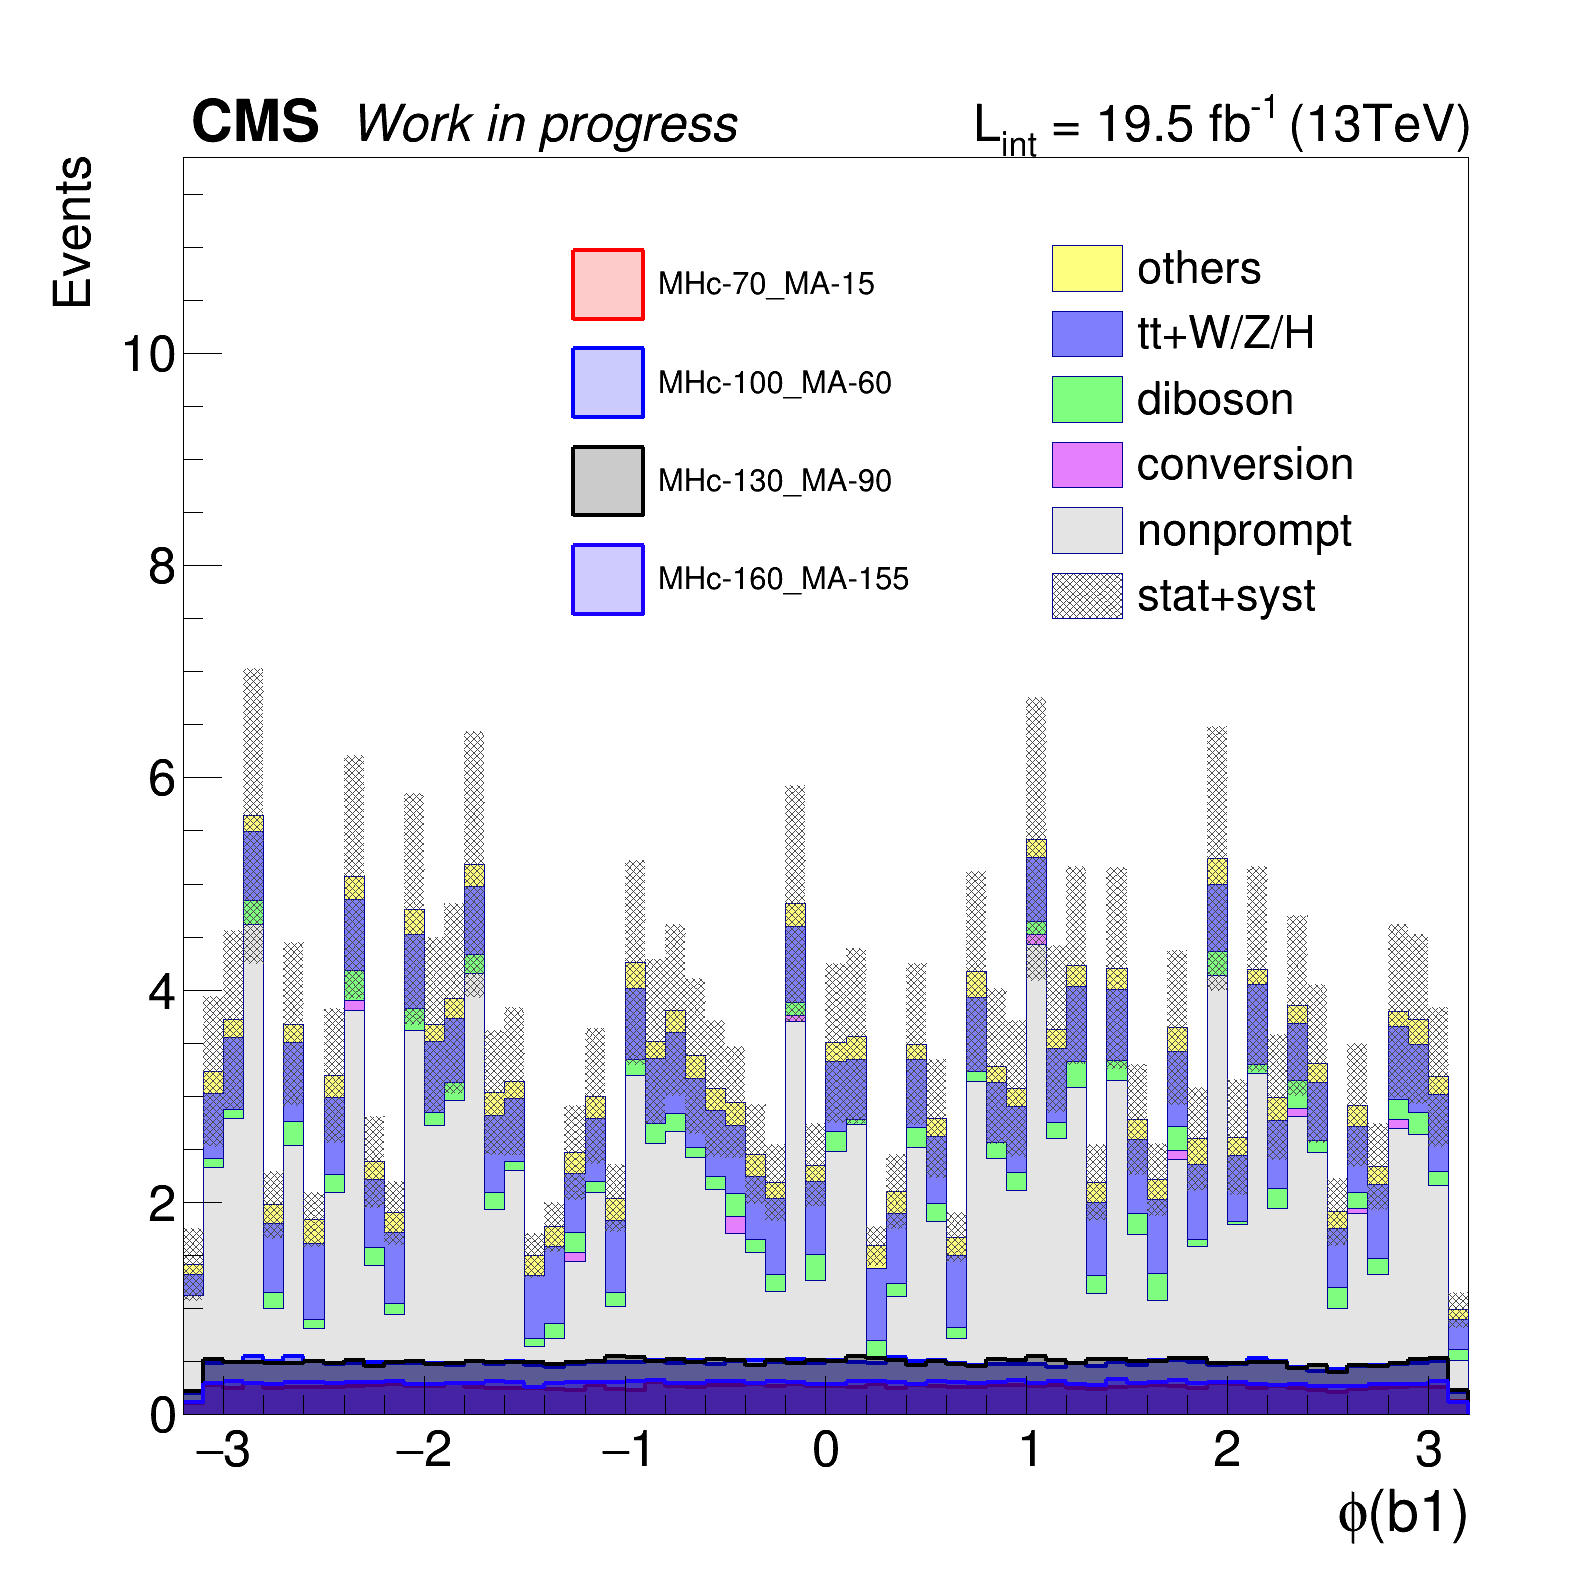 CMS Work in progress
L_int = 19.5 fb^-1 (13TeV)
Events
MHc-70_MA-15
MHc-100_MA-60
MHc-130_MA-90
MHc-160_MA-155
others
tt+W/Z/H
diboson
conversion
nonprompt
stat+syst
10
8
6
4
2
0
−3 −2 −1 0 1 2 3
ϕ(b1)